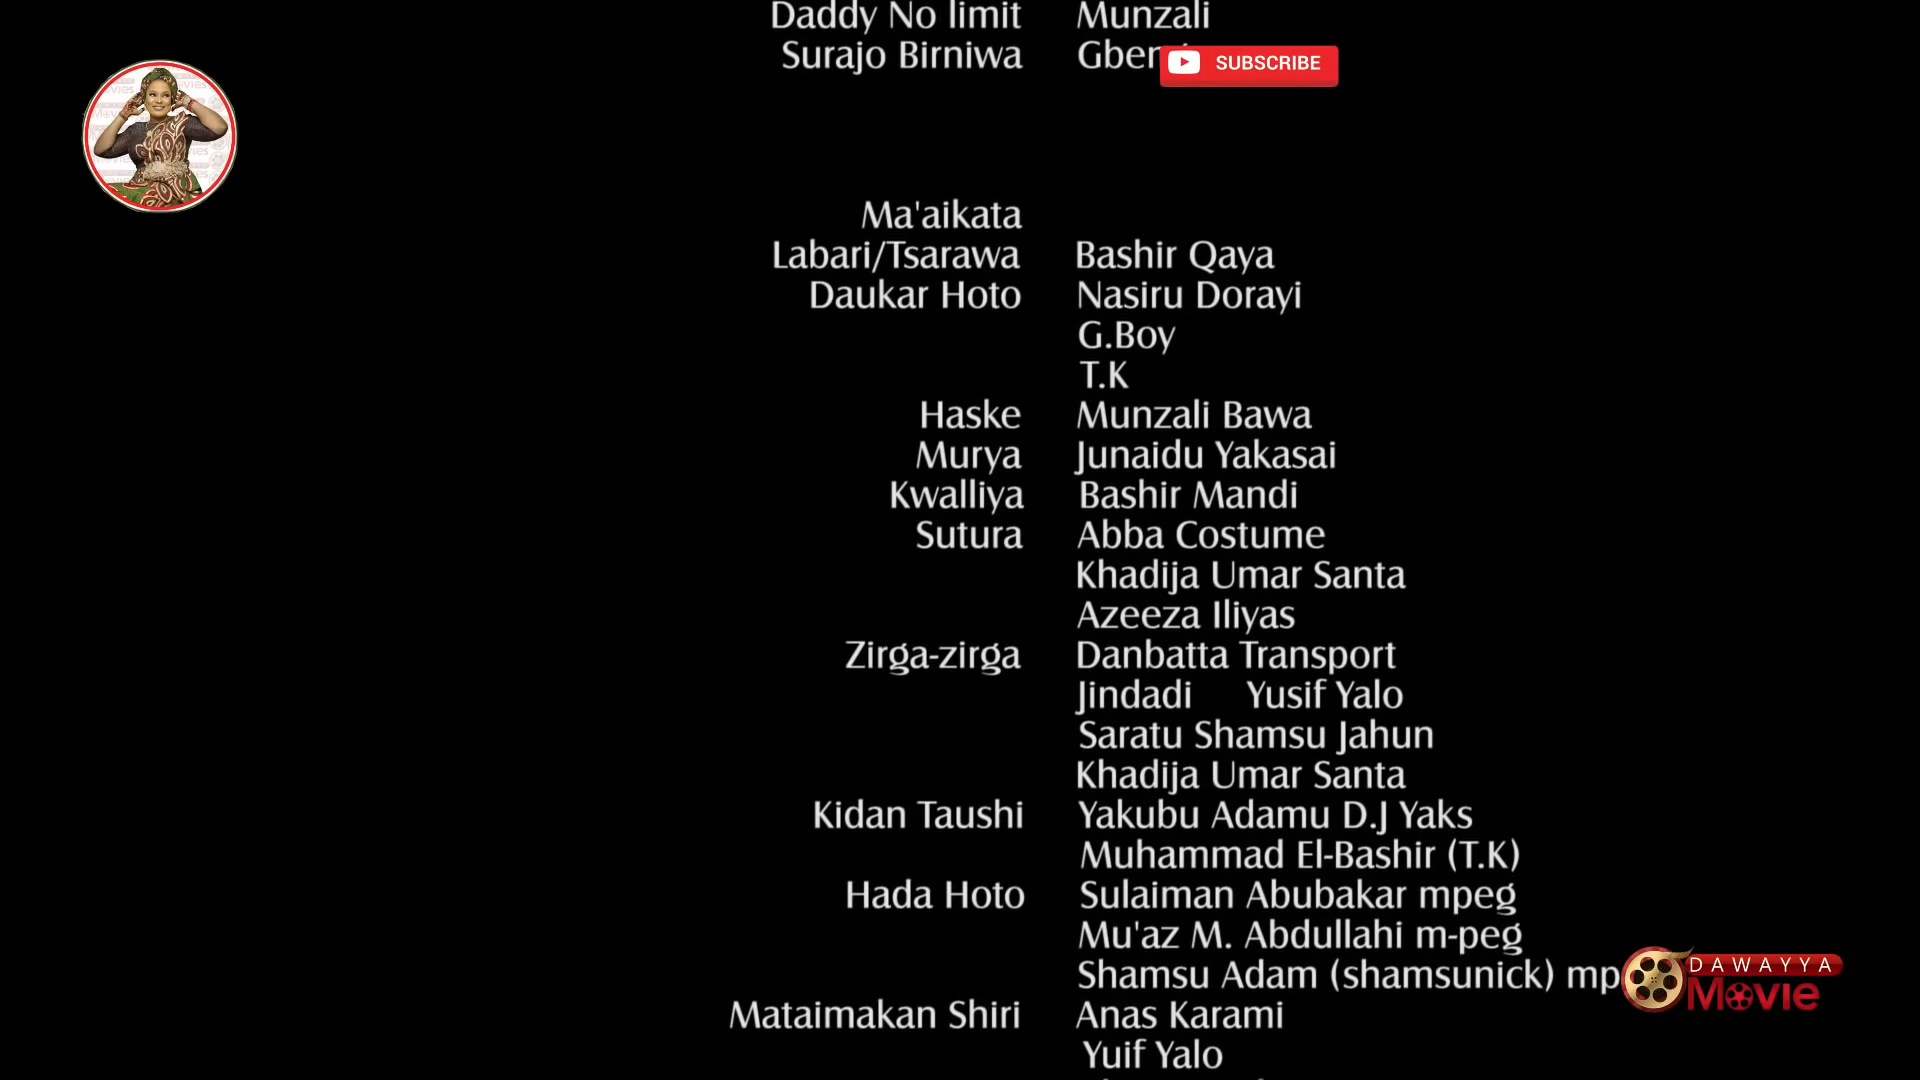 Daddy No limit Munzali
Surajo Birniwa
SUBSCRIBE
Ma'aikata
Labari/Tsarawa Bashir Qaya
Daukar Hoto Nasiru Dorayi
G.Boy
T.K
Haske Munzali Bawa
Murya Junaidu Yakasai
Kwalliya Bashir Mandi
Sutura Abba Costume
Khadija Umar Santa
Azeeza Iliyas
Zirga-zirga Danbatta Transport
Jindadi Yusif Yalo
Saratu Shamsu Jahun
Khadija Umar Santa
Kidan Taushi Yakubu Adamu D.J Yaks
Muhammad El-Bashir (T.K)
Hada Hoto Sulaiman Abubakar mpeg
Mu'az M. Abdullahi m-peg
Shamsu Adam (shamsunick)
DAWAYYA
Movie
Mataimakan Shiri Anas Karami
Yuif Yalo